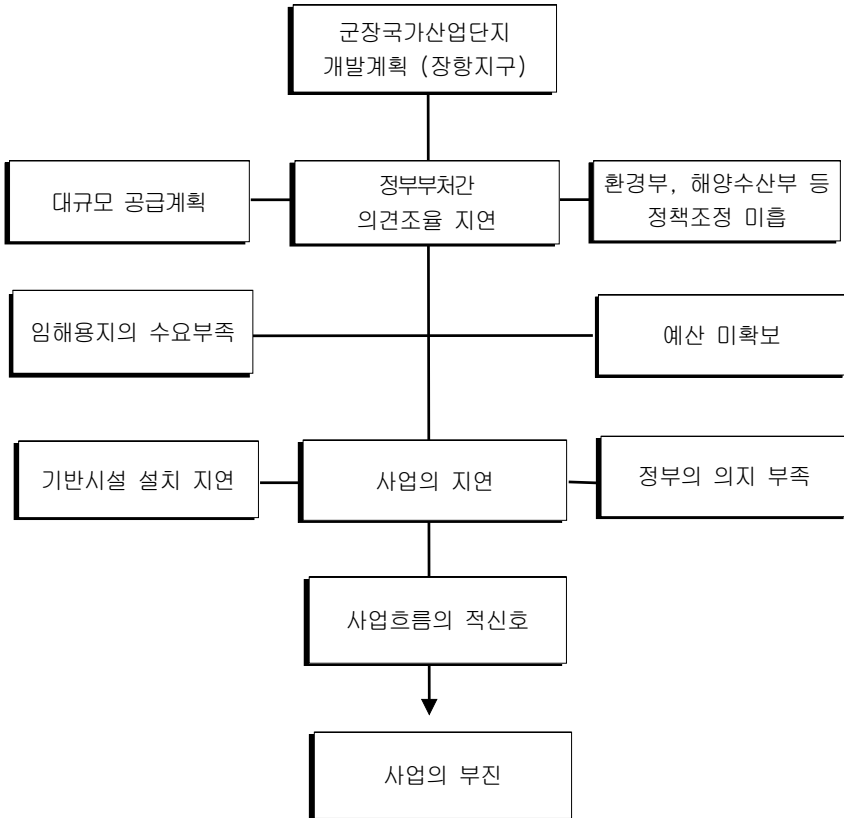 군장국가산업단지
개발계획 (장항지구)
대규모 공급계획
정부부처간
의견조율 지연
환경부, 해양수산부 등
정책조정 미흡
임해용지의 수요부족
예산 미확보
기반시설 설치 지연
사업의 지연
정부의 의지 부족
사업흐름의 적신호
사업의 부진